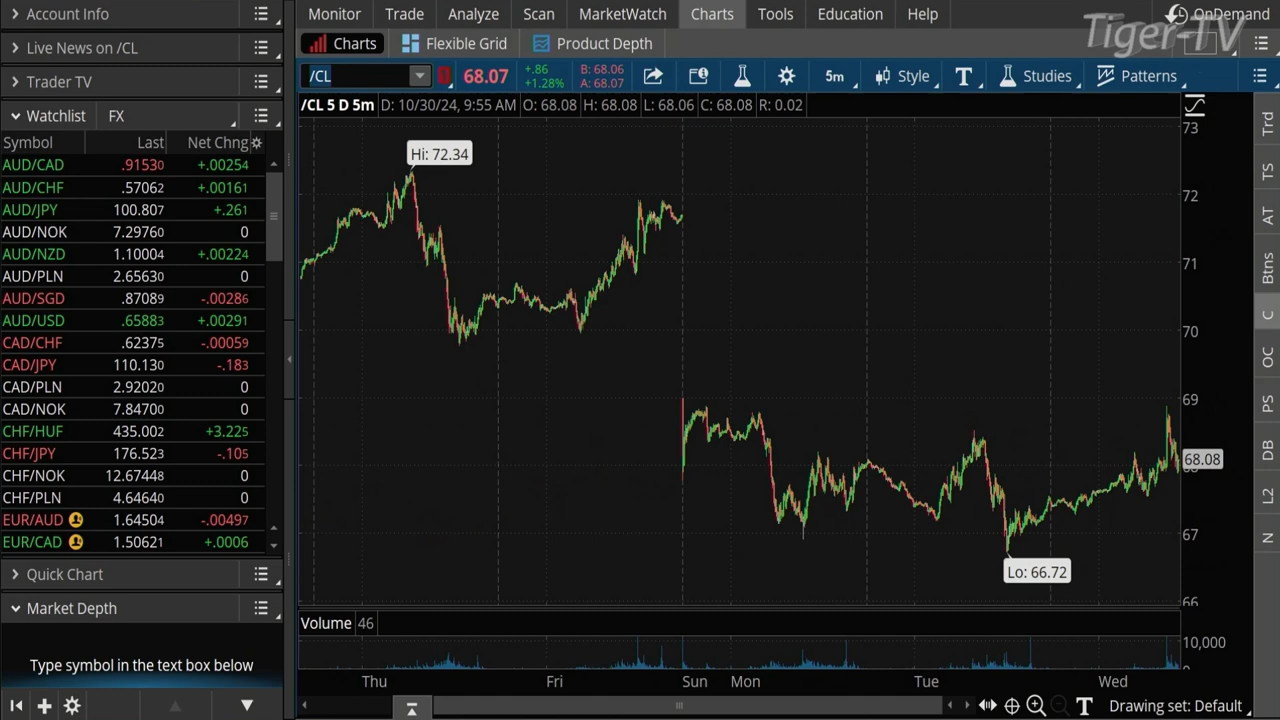 Account Info
Live News on /CL
Trader TV
Watchlist FX
Symbol Last Net Chng
AUD/CAD .91530 +.00254
AUD/CHF .57062 +.00161
AUD/JPY 100.807 +.261
AUD/NOK 7.2976 0 0
AUD/NZD 1.10004 +.00224
AUD/PLN 2.65630 0
AUD/SGD .87089 -.00286
AUD/USD .65883 +.00291
CAD/CHF .62375 -.00059
CAD/JPY 110.130 -.183
CAD/PLN 2.92020 0
CAD/NOK 7.84700 0
CHF/HUF 435.002 +3.225
CHF/JPY 176.523 -.105
CHF/NOK 12.67448 0
CHF/PLN 4.64640 0
EUR/AUD 1.64504 -.00497
EUR/CAD 1.50621 +.0006
Quick Chart
Market Depth
Type symbol in the text box below
Monitor Trade Analyze Scan MarketWatch Charts Tools Education Help
OnDemand
Tiger-TV
Charts Flexible Grid Product Depth
/CL 68.07 +.86 +1.28% B: 68.06 A: 68.07 5m Style T Studies Patterns
/CL 5 D 5m D: 10/30/24, 9:55 AM O: 68.08 H: 68.08 L: 68.06 C: 68.08 R: 0.02
Hi: 72.34
73
72
71
70
69
68.08
67
Lo: 66.72
66
Volume 46
10,000
0
Thu Fri Sun Mon Tue Wed
T Drawing set: Default
Trd
TS
AT
Btns
C
OC
PS
DB
L2
N